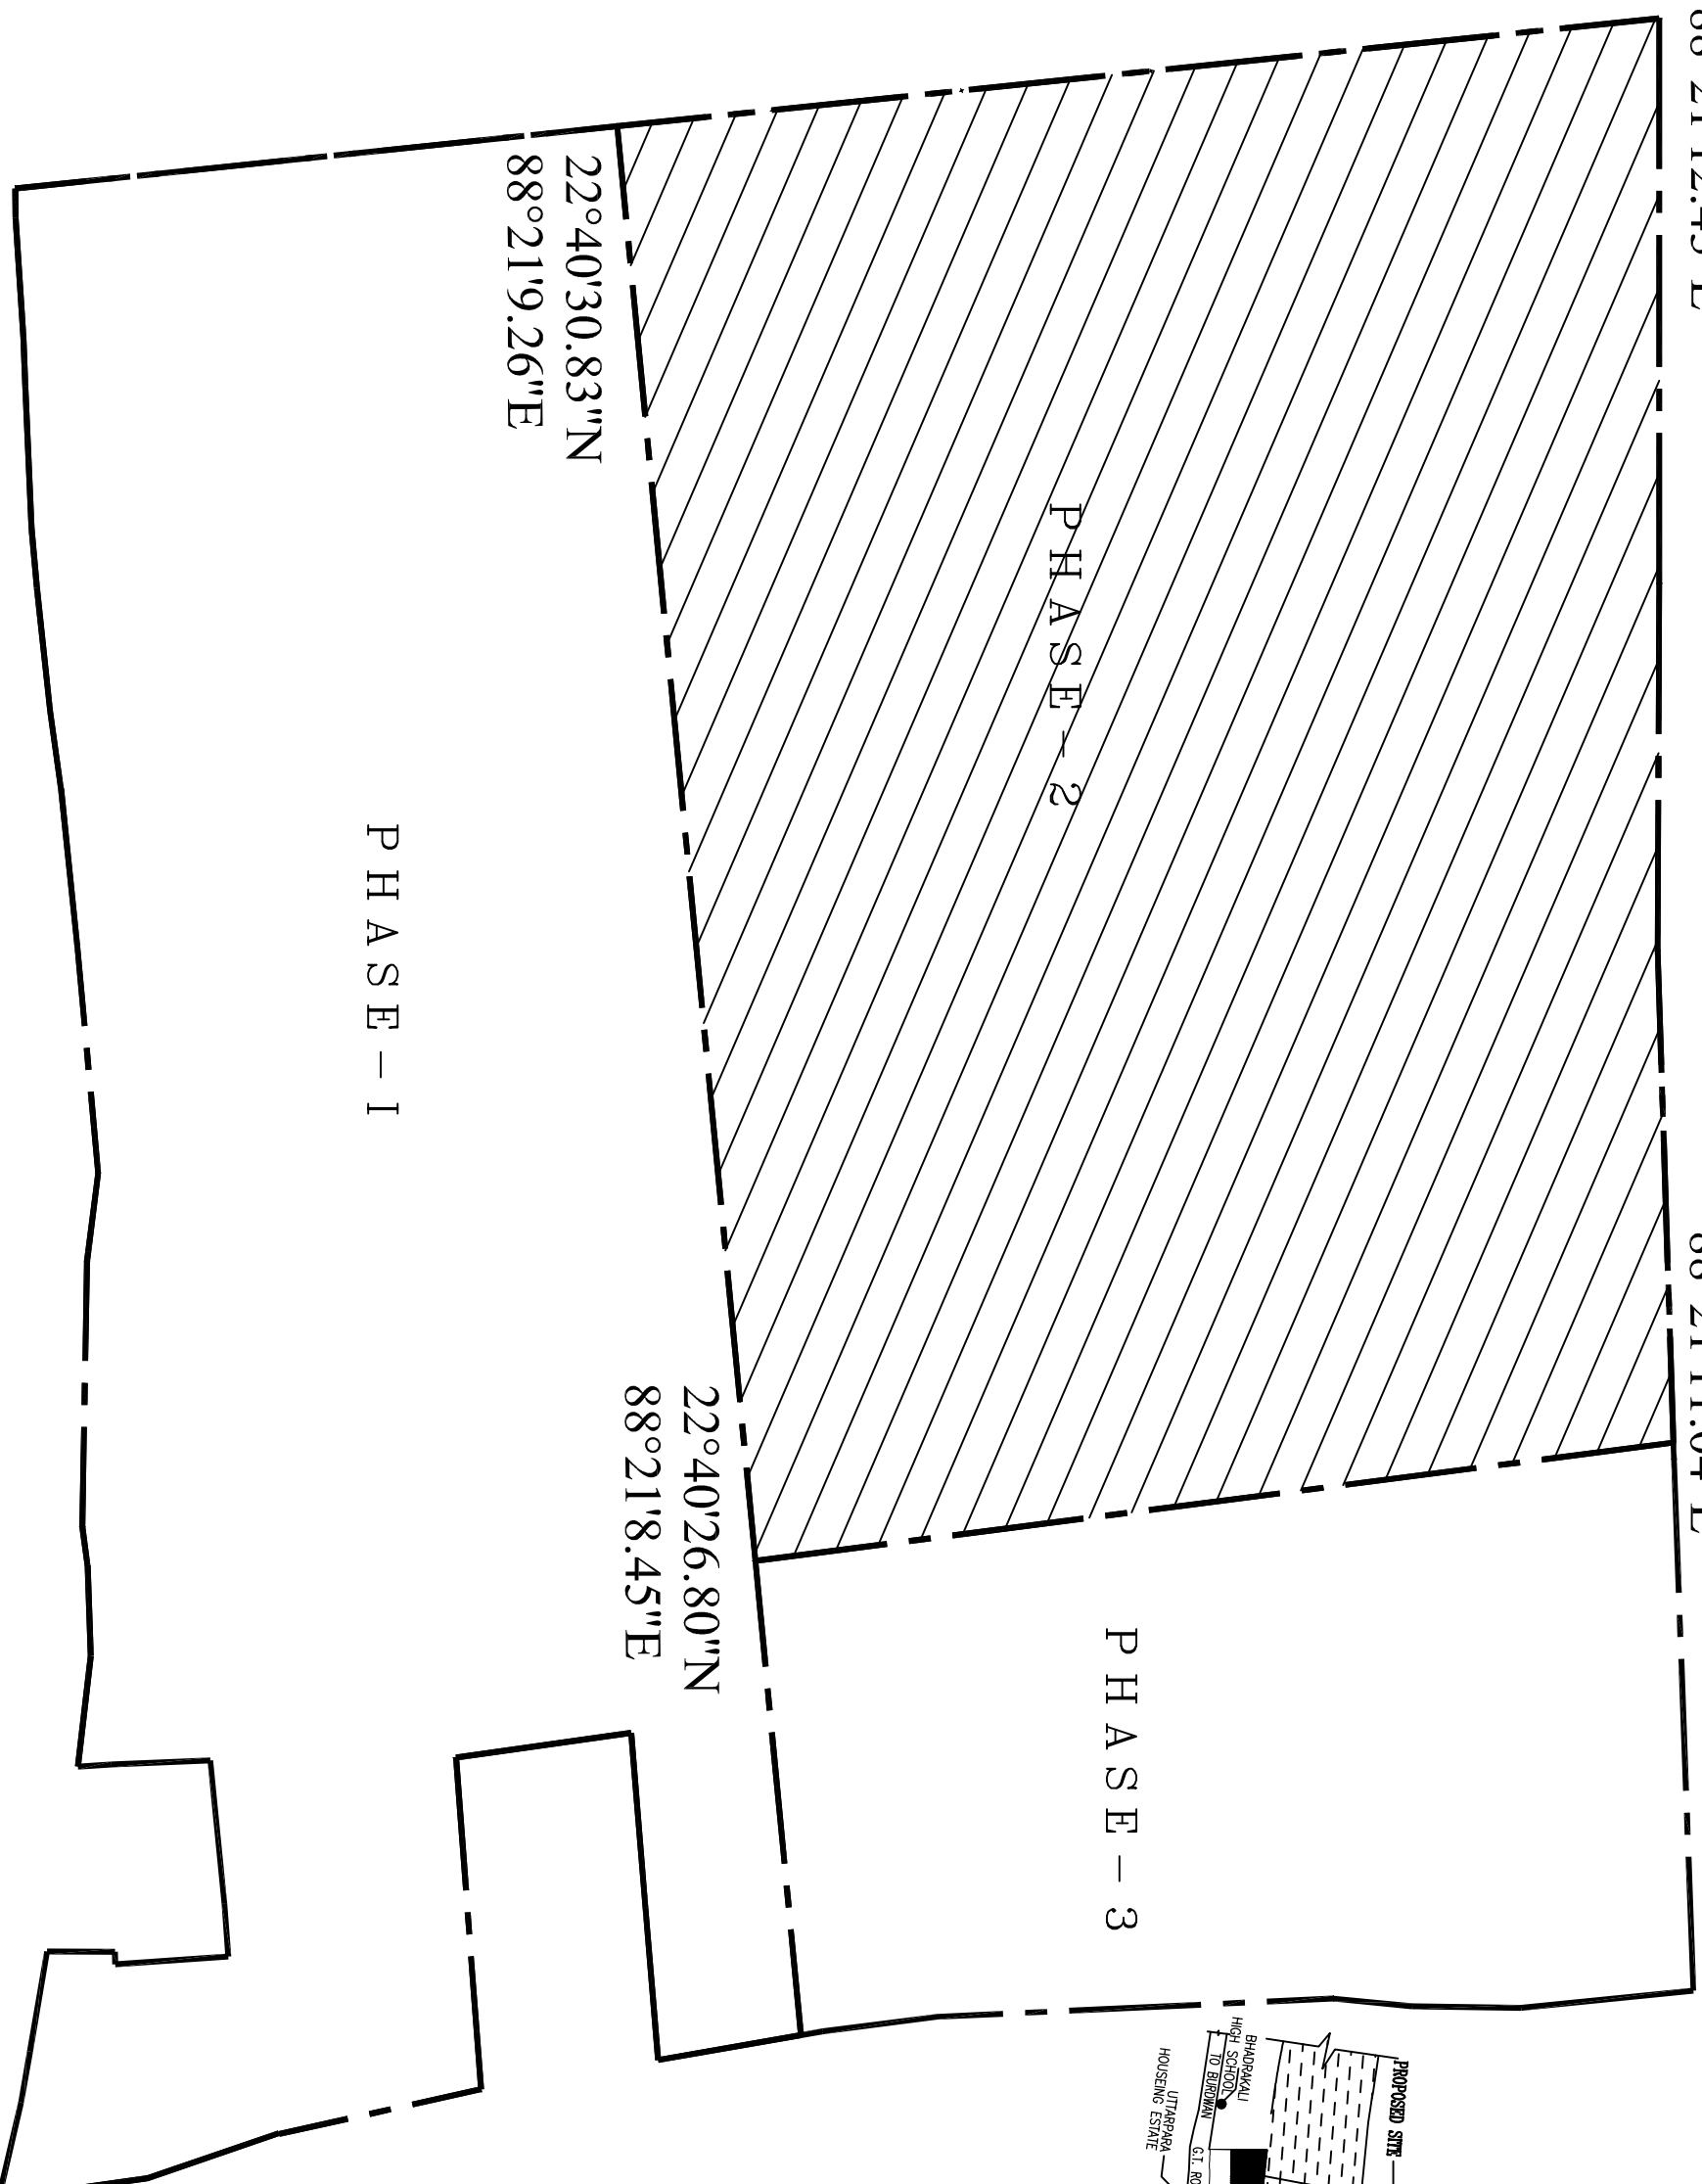 22°40'30.83"N
88°21'9.26"E
PHASE-2
PHASE-I
22°40'26.80"N
88°21'8.45"E
PHASE-3
PROPOSED SITE
BHADRAKALI
HIGH SCHOOL
TO BURDWAN
G.T.
UTTARPARA
HOUSEING ESTATE